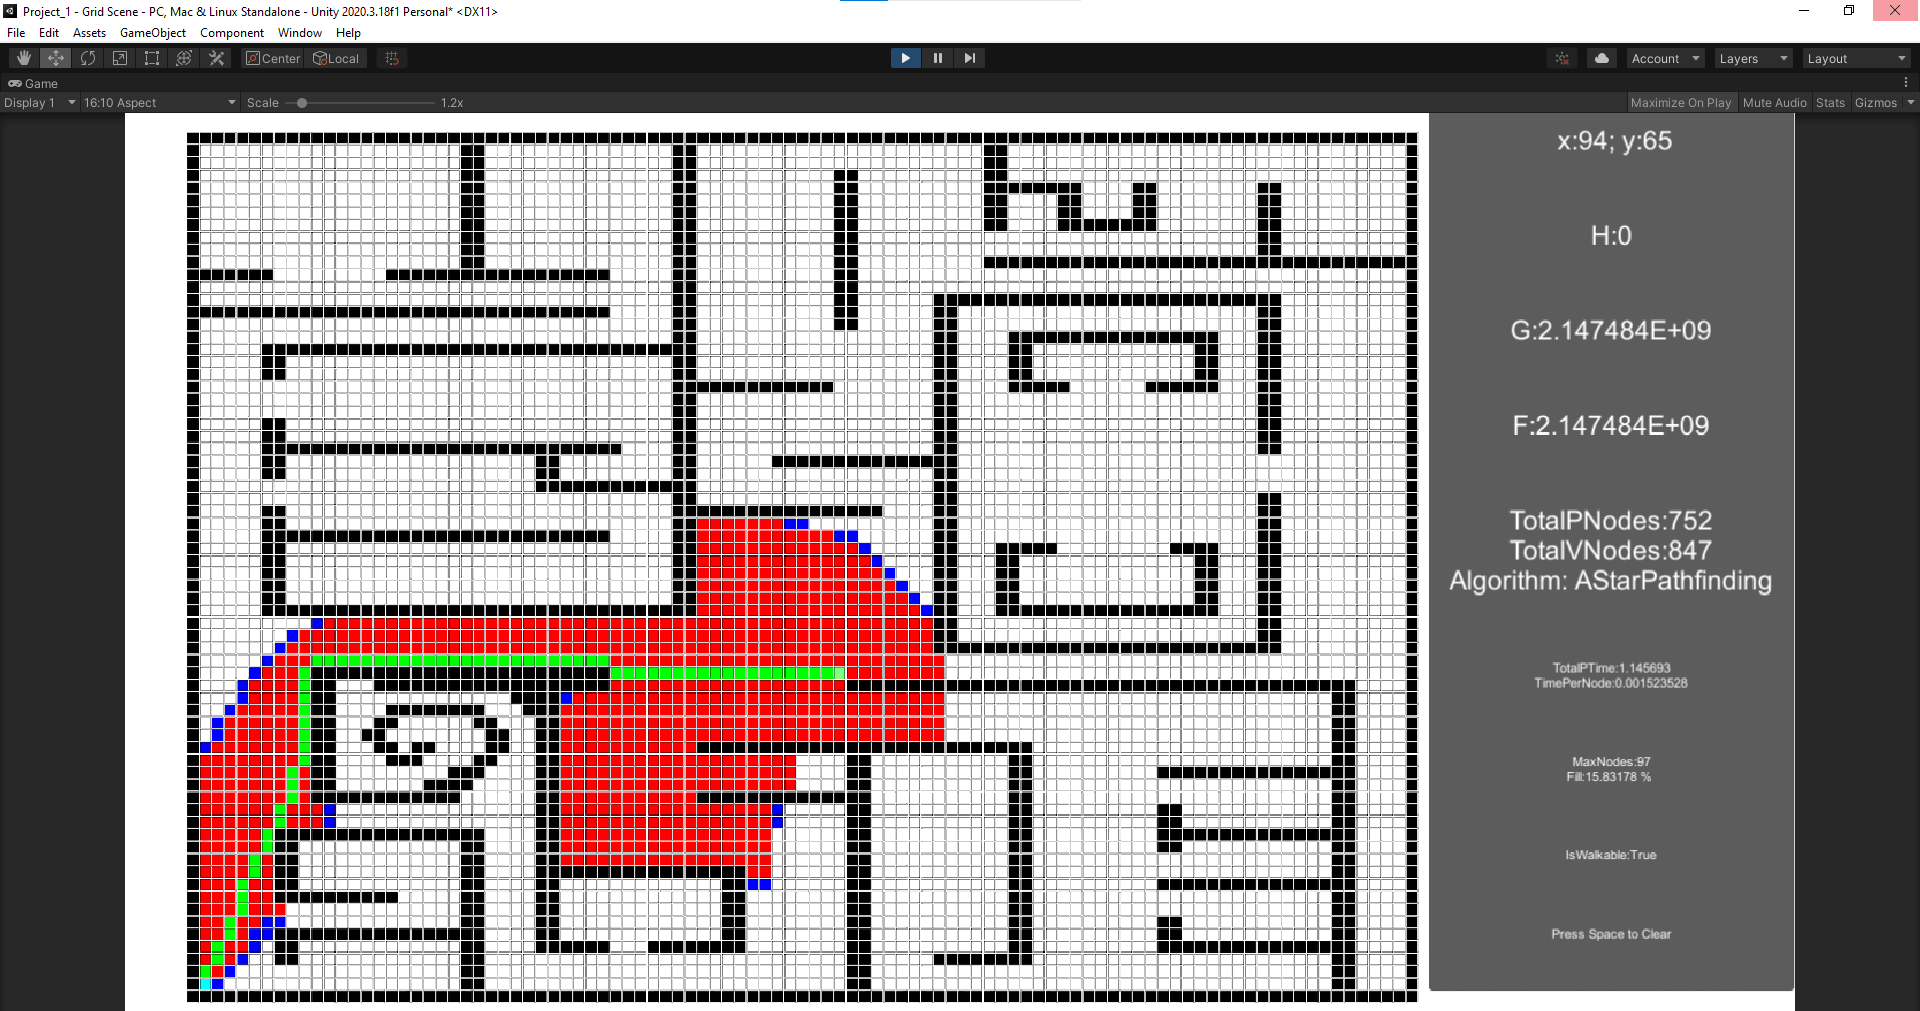 Project_1 - Grid Scene - PC, Mac & Linux Standalone - Unity 2020.3.18f1 Personal* <DX11>
File Edit Assets GameObject Component Window Help
Center Local Account Layers Layout
Game
Display 1 16:10 Aspect Scale 1.2x Maximize On Play Mute Audio Stats Gizmos
x:94; y:65
H:0
G:2.147484E+09
F:2.147484E+09
TotalPNodes:752
TotalVNodes:847
Algorithm: AStarPathfinding
TotalPTime:1.145693
TimePerNode:0.001523528
MaxNodes:97
Fill:15.83178 %
IsWalkable:True
Press Space to Clear